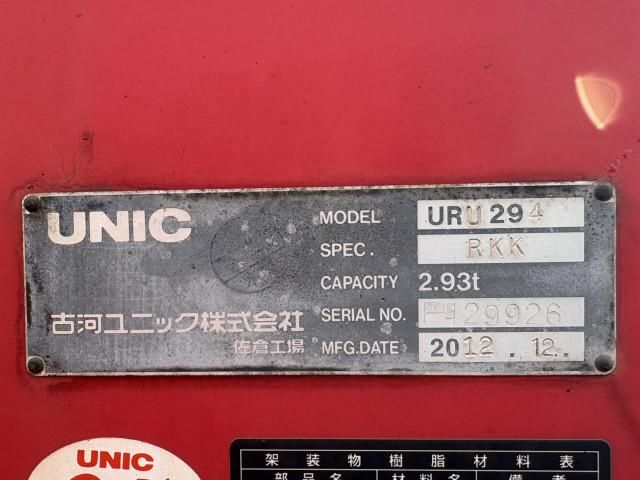 UNIC
MODEL URU294
SPEC. RKK
CAPACITY 2.93t
古河ユニック株式会社 SERIAL NO. 29926
佐倉工場 MFG.DATE 2012.12.
UNIC
架装物樹脂材料表
部品名 材料名 備考